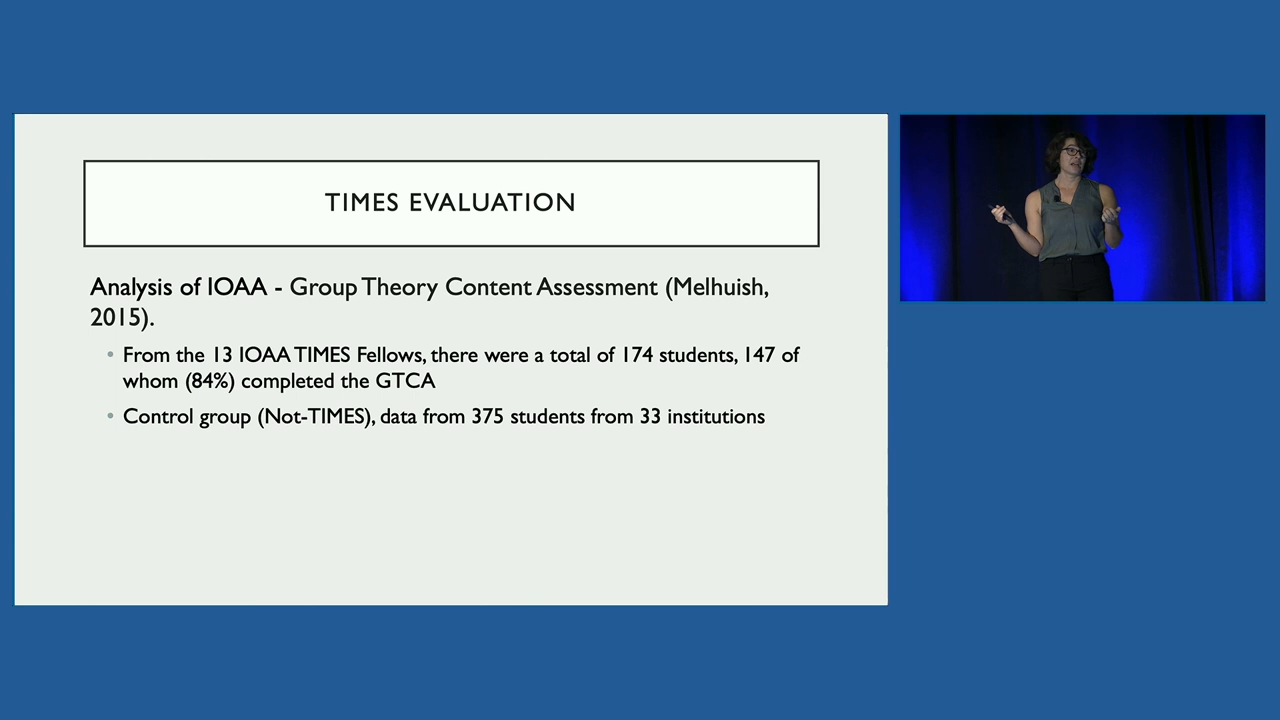 TIMES EVALUATION
Analysis of IOAA - Group Theory Content Assessment (Melhuish,
2015).
• From the 13 IOAA TIMES Fellows, there were a total of 174 students, 147 of
whom (84%) completed the GTCA
• Control group (Not-TIMES), data from 375 students from 33 institutions